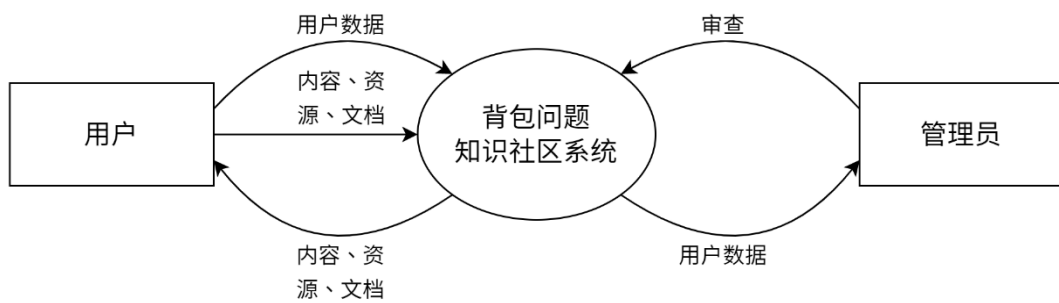 用户数据
审查
内容、资
源、文档
用户
背包问题
知识社区系统
管理员
内容、资
源、文档
用户数据